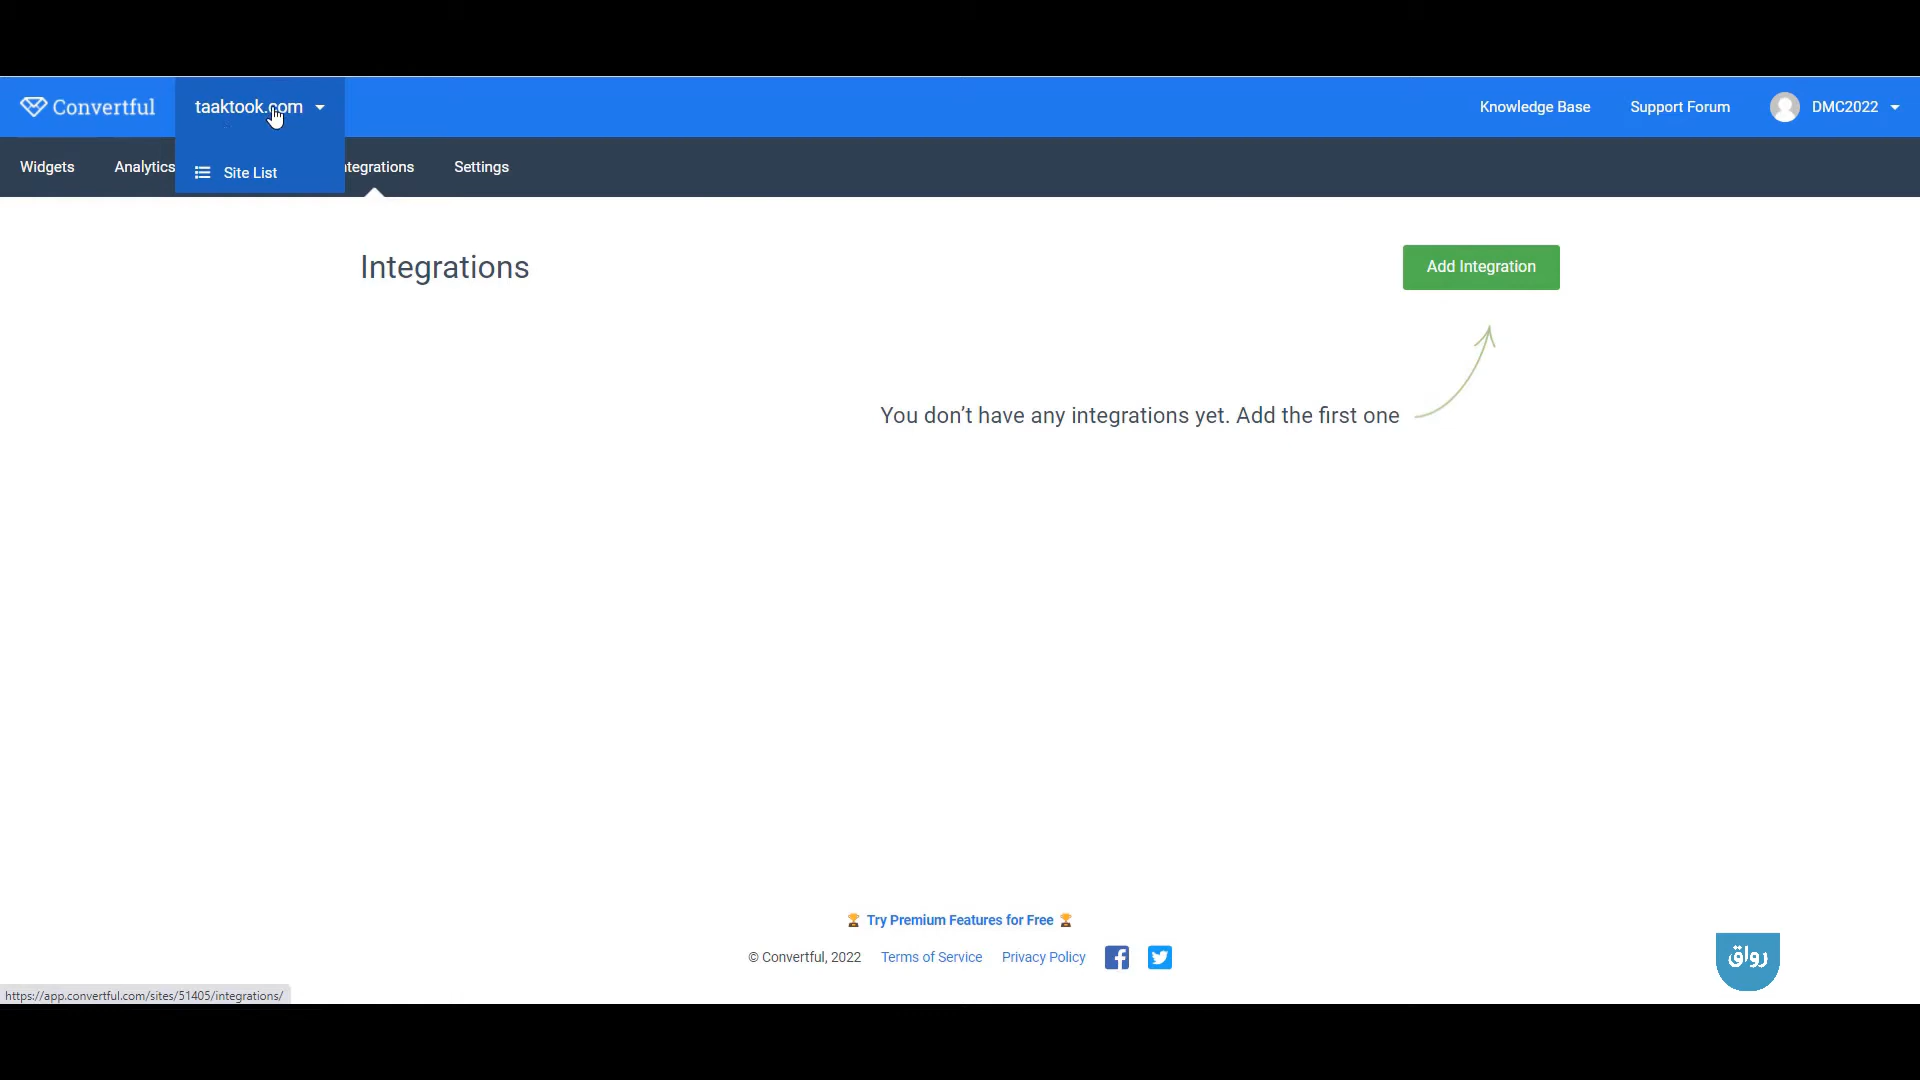 Convertful
taaktook.com
Knowledge Base
Support Forum
DMC2022
Widgets
Analytics
Site List
ntegrations
Settings
Integrations
Add Integration
You don’t have any integrations yet. Add the first one
🏆 Try Premium Features for Free 🏆
© Convertful, 2022 Terms of Service Privacy Policy
رواق
https://app.convertful.com/sites/51405/integrations/